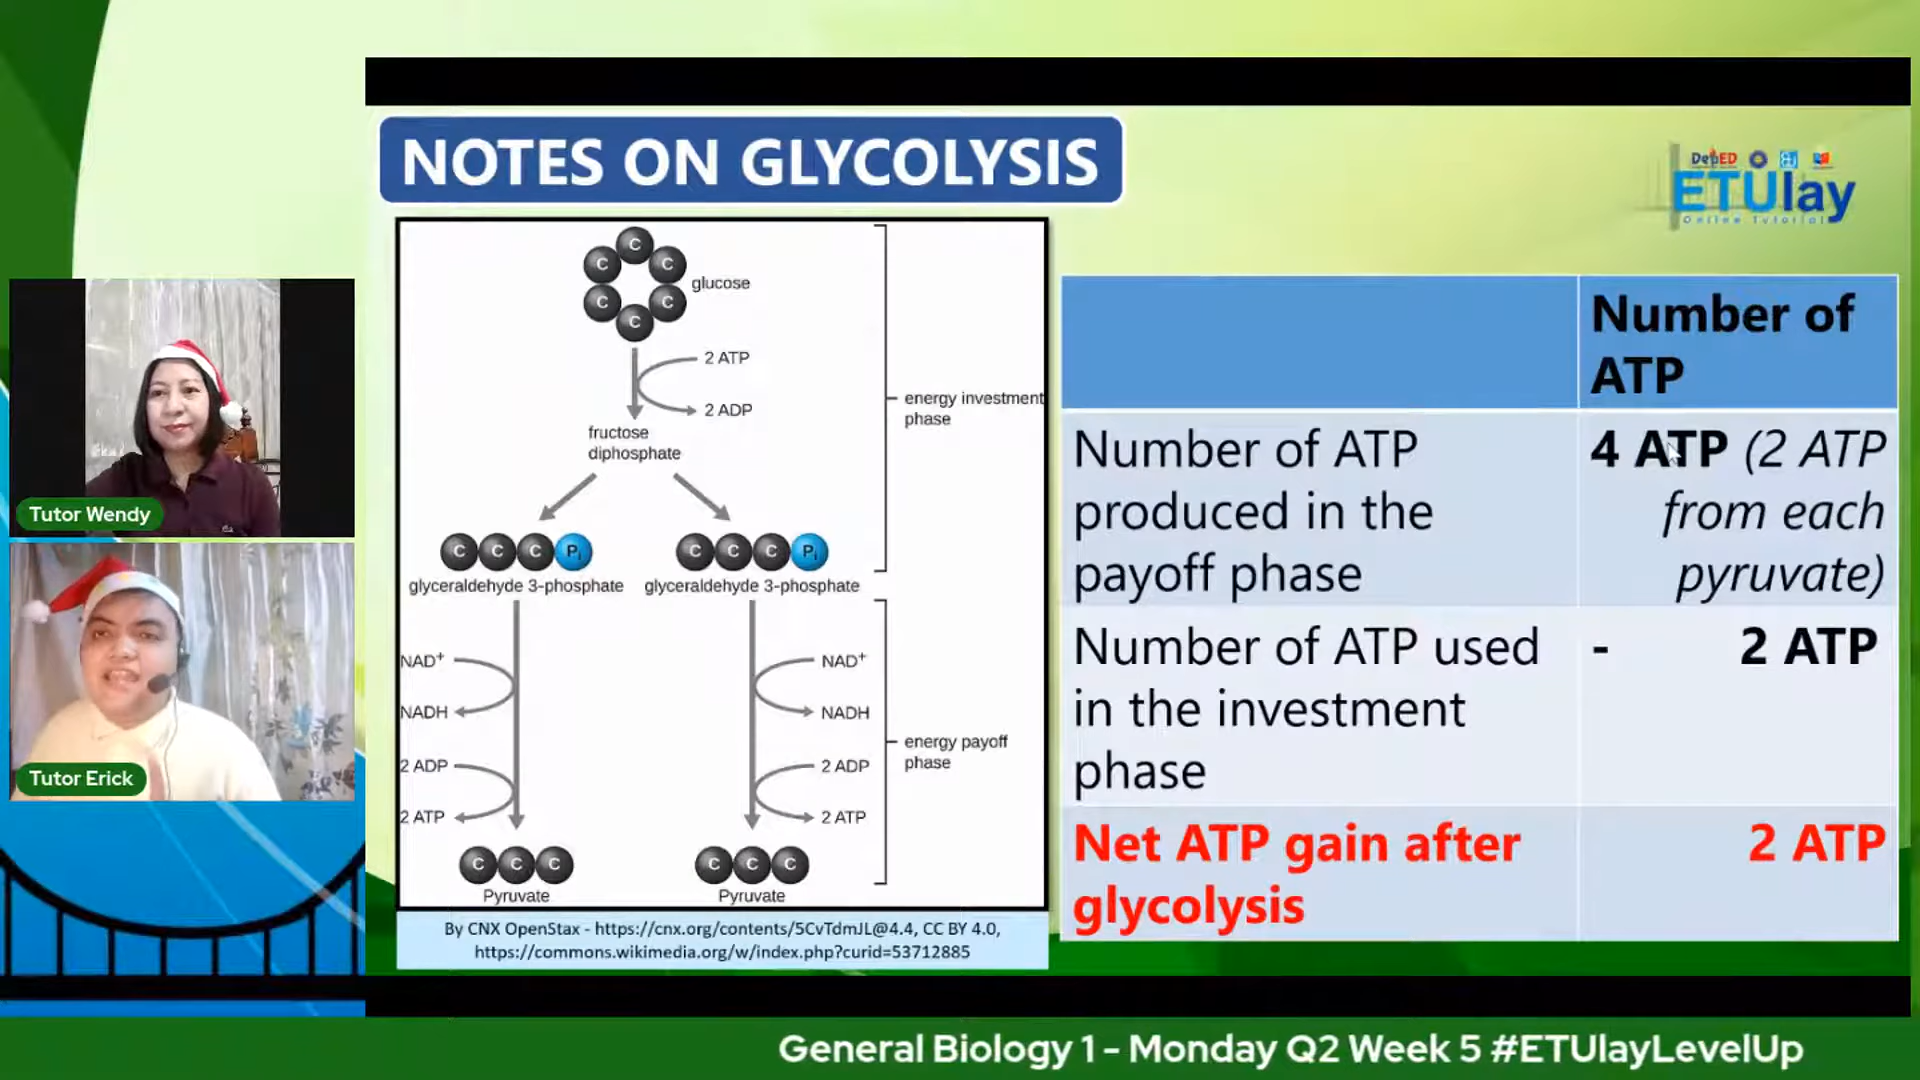 NOTES ON GLYCOLYSIS
DepED
ETUlay
Online Tutorial
C
C
C
C
C
C
glucose
2 ATP
2 ADP
fructose
diphosphate
energy investment
phase
C C C Pi
C C C Pi
glyceraldehyde 3-phosphate
glyceraldehyde 3-phosphate
NAD+
NADH
2 ADP
2 ATP
NAD+
NADH
2 ADP
2 ATP
energy payoff
phase
C C C
C C C
Pyruvate
Pyruvate
By CNX OpenStax - https://cnx.org/contents/5CvTdmJL@4.4, CC BY 4.0,
https://commons.wikimedia.org/w/index.php?curid=53712885
Number of
ATP
Number of ATP
produced in the
payoff phase
4 ATP (2 ATP
from each
pyruvate)
Number of ATP used
in the investment
phase
- 2 ATP
Net ATP gain after
glycolysis
2 ATP
Tutor Wendy
Tutor Erick
General Biology 1 - Monday Q2 Week 5 #ETUlayLevelUp